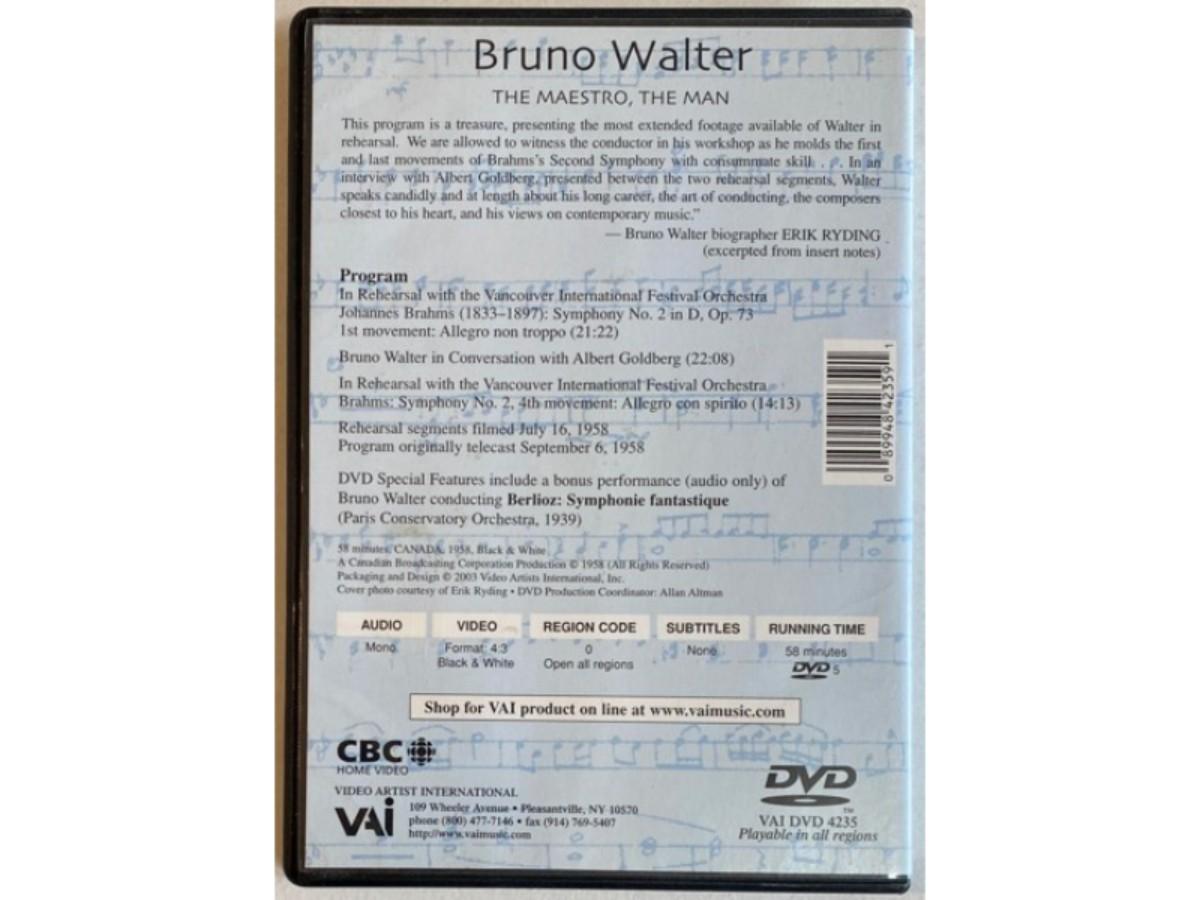 Bruno Walter
THE MAESTRO, THE MAN
This program is a treasure, presenting the most extended footage available of Walter in
rehearsal. We are allowed to witness the conductor in his workshop as he molds the first
and last movements of Brahms's Second Symphony with consummate skill . . . In an
interview with Albert Goldberg, presented between the two rehearsal segments, Walter
speaks candidly and at length about his long career, the art of conducting, the composers
closest to his heart, and his views on contemporary music."
— Bruno Walter biographer ERIK RYDING
(excerpted from insert notes)
Program
In Rehearsal with the Vancouver International Festival Orchestra
Johannes Brahms (1833–1897): Symphony No. 2 in D, Op. 73
1st movement: Allegro non troppo (21:22)
Bruno Walter in Conversation with Albert Goldberg (22:08)
In Rehearsal with the Vancouver International Festival Orchestra
Brahms: Symphony No. 2, 4th movement: Allegro con spirito (14:13)
Rehearsal segments filmed July 16, 1958
Program originally telecast September 6, 1958
0 89948 42359 1
DVD Special Features include a bonus performance (audio only) of
Bruno Walter conducting Berlioz: Symphonie fantastique
(Paris Conservatory Orchestra, 1939)
58 minutes, CANADA, 1958, Black & White
A Canadian Broadcasting Corporation Production © 1958 (All Rights Reserved)
Packaging and Design © 2003 Video Artists International, Inc.
Cover photo courtesy of Erik Ryding • DVD Production Coordinator: Allan Altman
AUDIO VIDEO REGION CODE SUBTITLES RUNNING TIME
Mono Format 4:3 0 None 58 minutes
Black & White Open all regions DVD 5
Shop for VAI product on line at www.vaimusic.com
CBC
HOME VIDEO
VIDEO ARTIST INTERNATIONAL
VAI
109 Wheeler Avenue • Pleasantville, NY 10570
phone (800) 477-7146 • fax (914) 769-5407
http://www.vaimusic.com
DVD
TM
VAI DVD 4235
Playable in all regions